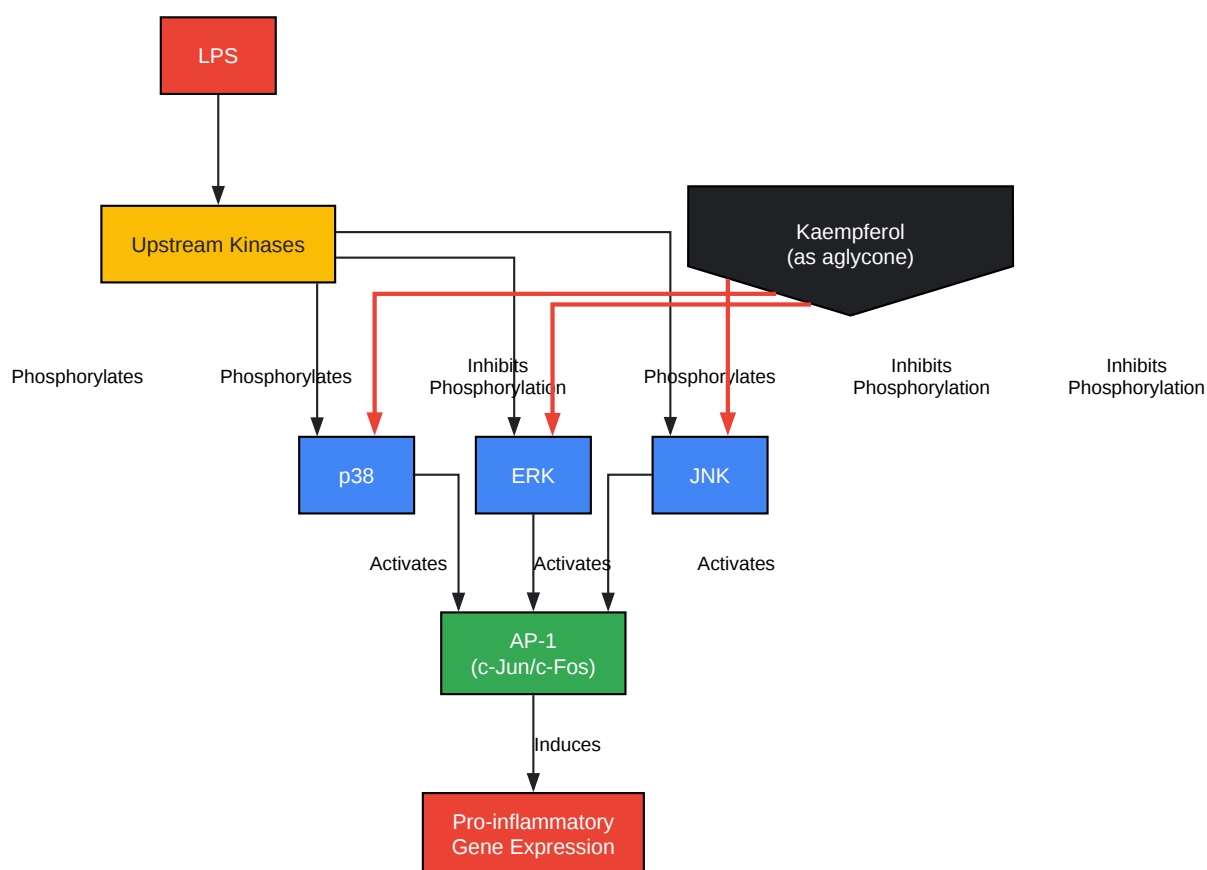 LPS
Upstream Kinases
Kaempferol
(as aglycone)
Phosphorylates
Phosphorylates
Inhibits
Phosphorylation
Phosphorylates
Inhibits
Phosphorylation
Inhibits
Phosphorylation
p38
ERK
JNK
Activates
Activates
Activates
AP-1
(c-Jun/c-Fos)
Induces
Pro-inflammatory
Gene Expression